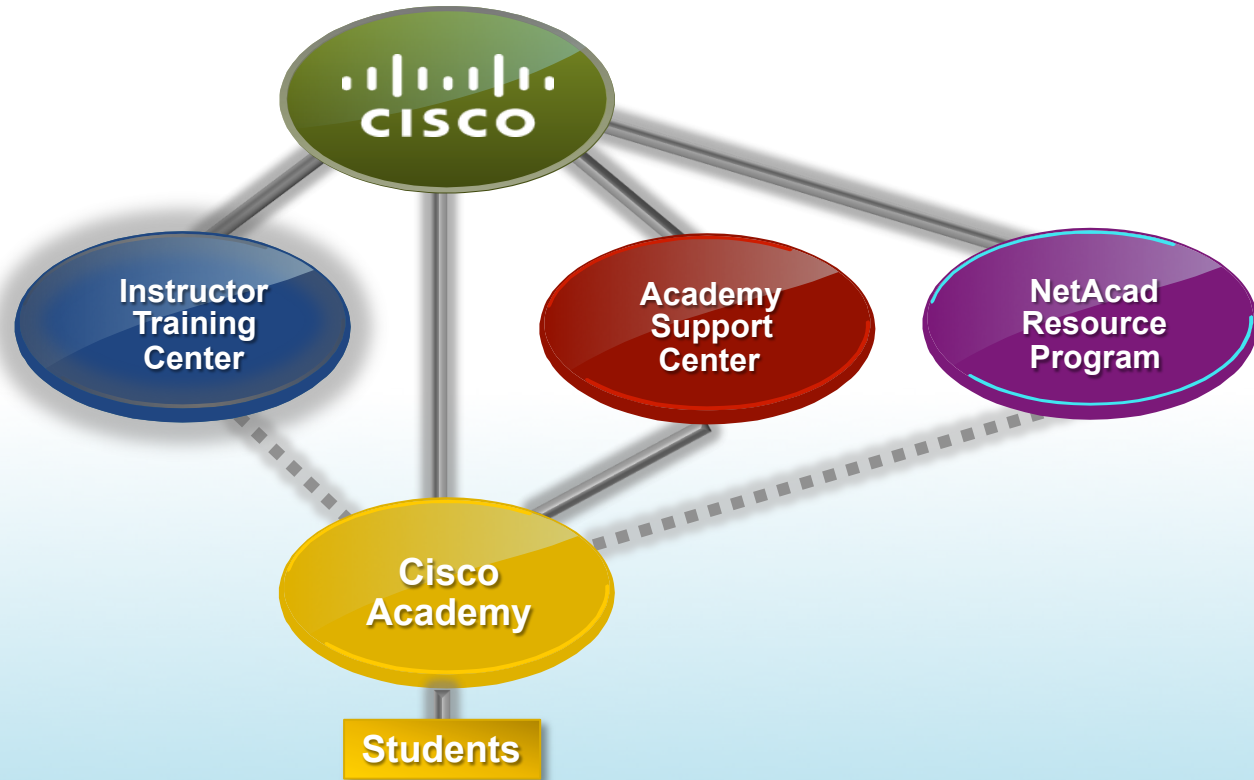 CISCO
Instructor
Training
Center
Academy
Support
Center
NetAcad
Resource
Program
Cisco
Academy
Students